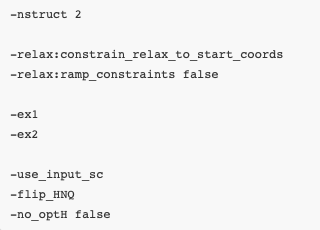 -nstruct 2
-relax:constrain_relax_to_start_coords
-relax:ramp_constraints false
-ex1
-ex2
-use_input_sc
-flip_HNQ
-no_optH false